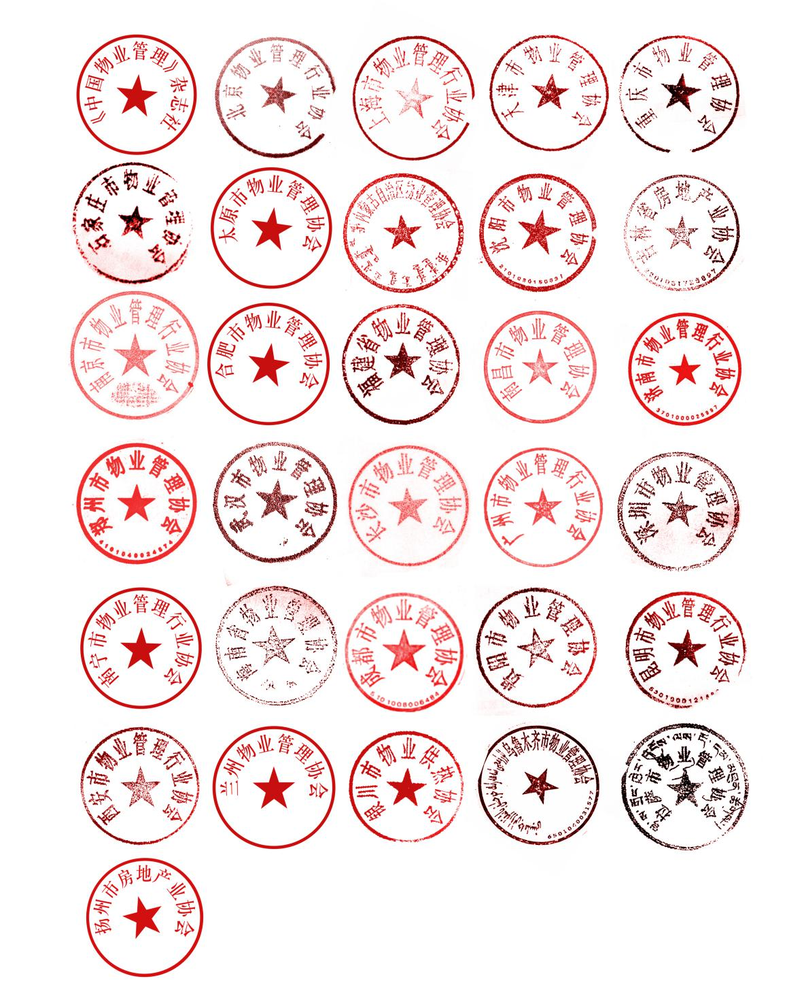 《中国物业管理》杂志社
北京物业管理行业协会
上海市物业管理行业协会
天津市物业管理协会
重庆市物业管理协会
石家庄市物业管理协会
太原市物业管理协会
内蒙古自治区物业管理协会
沈阳市物业管理协会
2101050150931
吉林省房地产业协会
南京市物业管理行业协会
合肥市物业管理协会
福建省物业管理协会
南昌市物业管理协会
济南市物业管理行业协会
3701000025997
郑州市物业管理协会
武汉市物业管理协会
长沙市物业管理协会
广州市物业管理行业协会
深圳市物业管理协会
南宁市物业管理行业协会
海南省物业管理协会
成都市物业管理协会
5101008006484
贵阳市物业管理协会
昆明市物业管理行业协会
西安市物业管理行业协会
兰州物业管理协会
银川市物业供热协会
乌鲁木齐市物业管理协会
6501040031577
拉萨市物业管理协会
扬州市房地产业协会